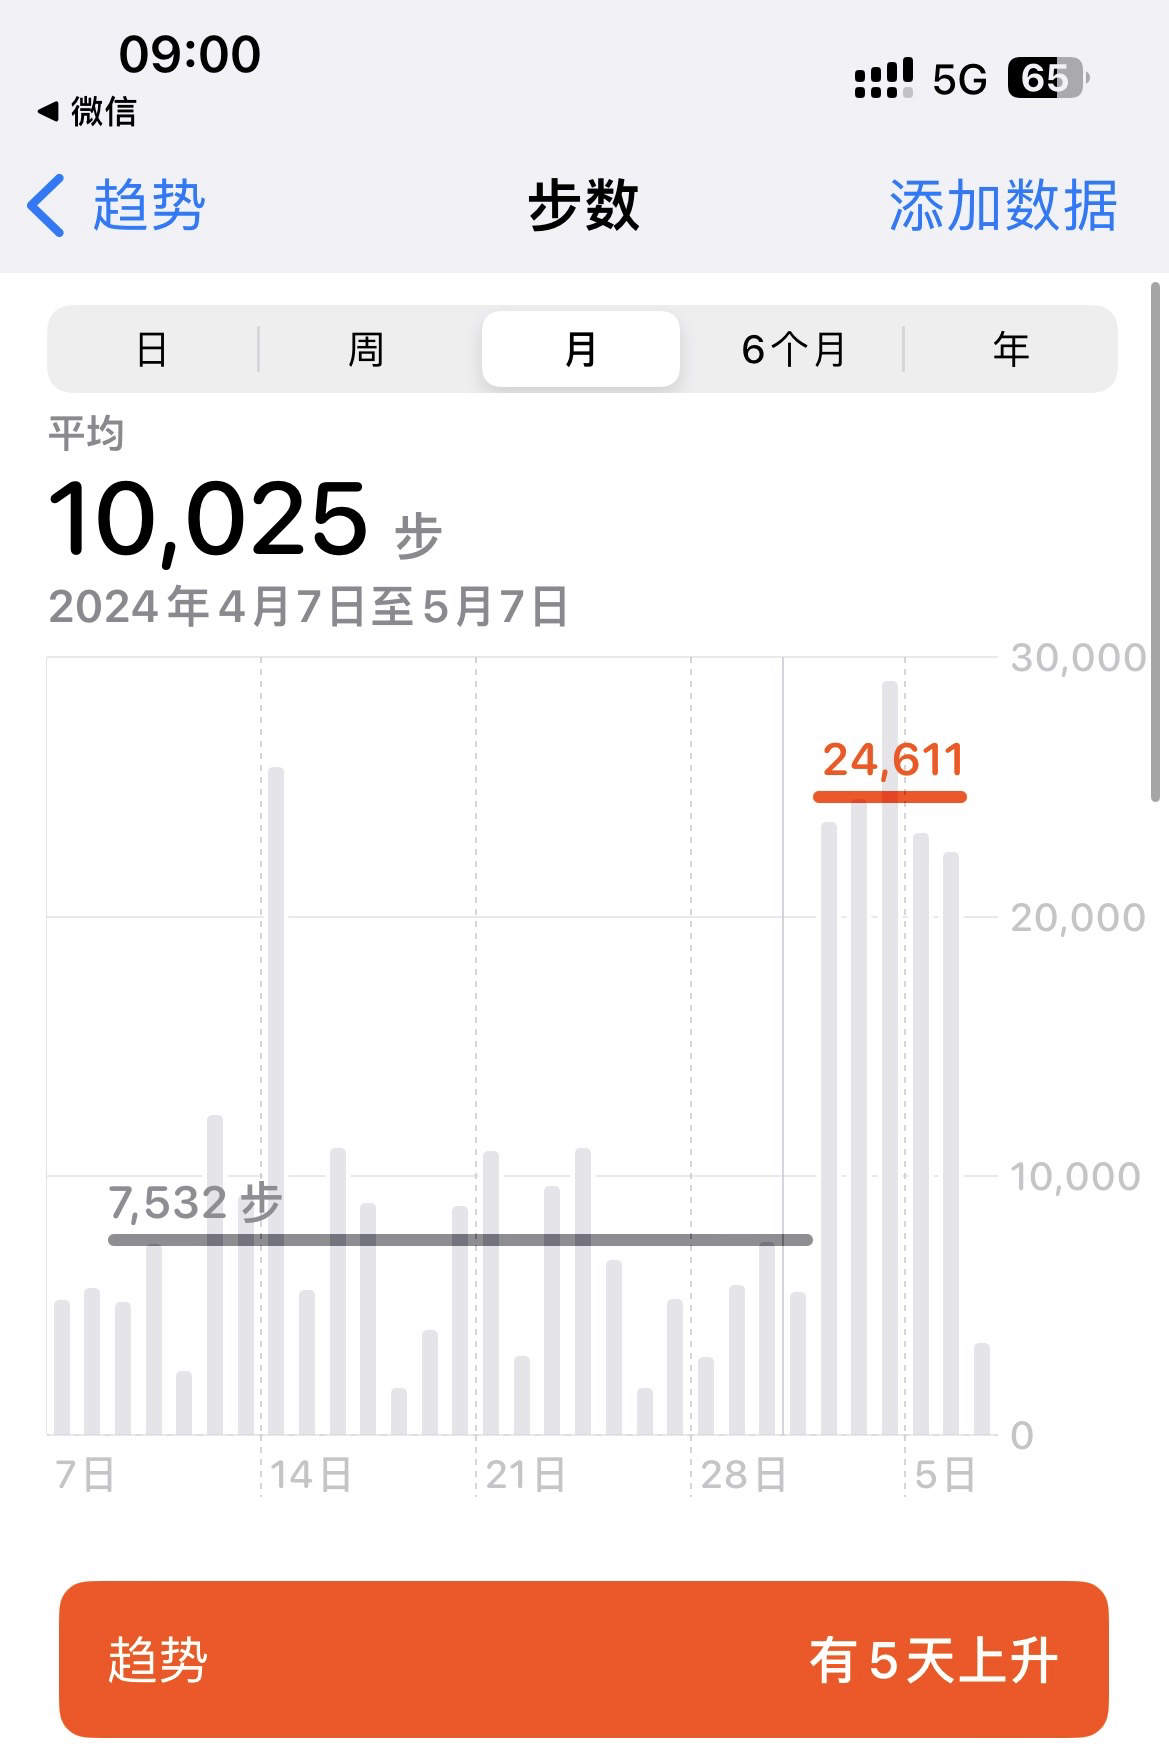 09:00
5G 65
◀ 微信
趋势 步数 添加数据
日 周 月 6个月 年
平均
10,025 步
2024年4月7日至5月7日
30,000
24,611
20,000
10,000
7,532 步
0
7日 14日 21日 28日 5日
趋势 有5天上升